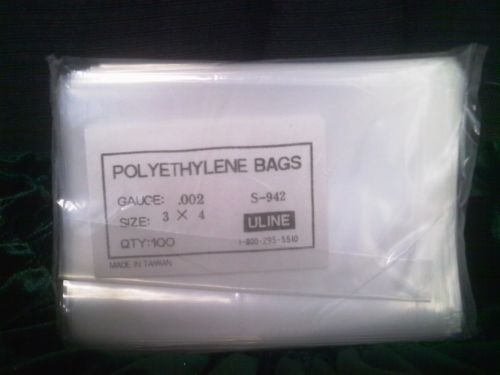 POLYETHYLENE BAGS
GAUGE: .002 S-942
SIZE: 3 X 4 ULINE
QTY: 100 1-800-295-5510
MADE IN TAIWAN